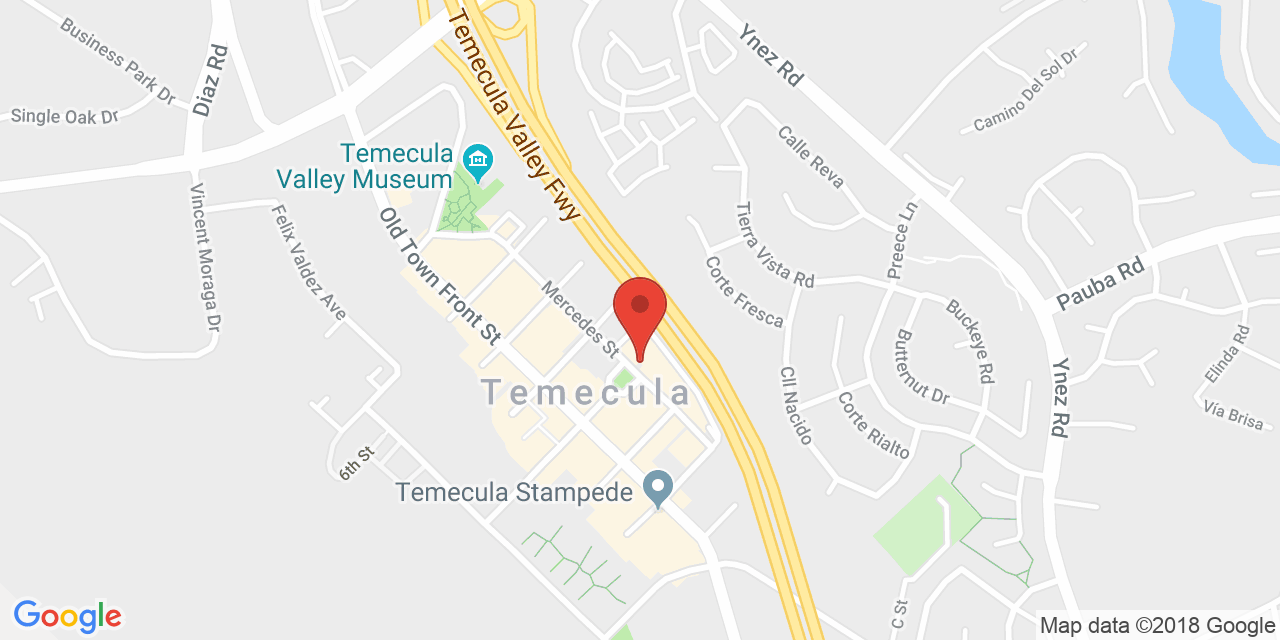 Business
Park Dr
Single Oak Dr
Diaz Rd
Temecula Valley Fwy
Ynez Rd
Camino Del Sol Dr
Calle Reva
Temecula
Valley Museum
Vincent Moraga Dr
Felix Valdez Ave
Old Town Front St
Mercedes St
Tierra Vista Rd
Corte Fresca
Preece Ln
Pauba Rd
Buckeye Rd
Butternut Dr
Elinda Rd
Ynez Rd
Cll Nacido
Corte Rialto
Vía Brisa
Temecula
6th St
Temecula Stampede
C St
Google
Map data ©2018 Google